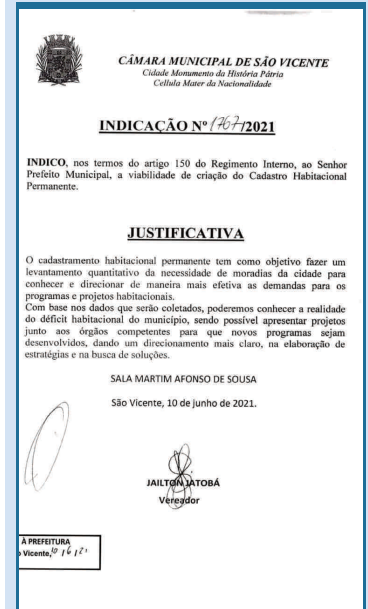 CÂMARA MUNICIPAL DE SÃO VICENTE
Cidade Monumento da História Pátria
Cellula Mater da Nacionalidade
INDICAÇÃO Nº 1767/2021
INDICO, nos termos do artigo 150 do Regimento Interno, ao Senhor
Prefeito Municipal, a viabilidade de criação do Cadastro Habitacional
Permanente.
JUSTIFICATIVA
O cadastramento habitacional permanente tem como objetivo fazer um
levantamento quantitativo da necessidade de moradias da cidade para
conhecer e direcionar de maneira mais efetiva as demandas para os
programas e projetos habitacionais.
Com base nos dados que serão coletados, poderemos conhecer a realidade
do déficit habitacional do município, sendo possível apresentar projetos
junto aos órgãos competentes para que novos programas sejam
desenvolvidos, dando um direcionamento mais claro, na elaboração de
estratégias e na busca de soluções.
SALA MARTIM AFONSO DE SOUSA
São Vicente, 10 de junho de 2021.
JAILTON JATOBÁ
Vereador
À PREFEITURA
Vicente, 10 / 6 / 21